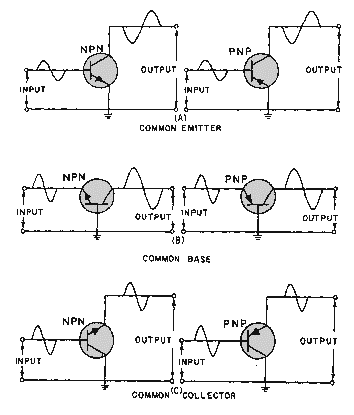 NPN PNP
INPUT OUTPUT INPUT OUTPUT
(A)
COMMON EMITTER
NPN PNP
INPUT OUTPUT INPUT OUTPUT
(B)
COMMON BASE
NPN PNP
INPUT OUTPUT INPUT OUTPUT
(C)
COMMON COLLECTOR